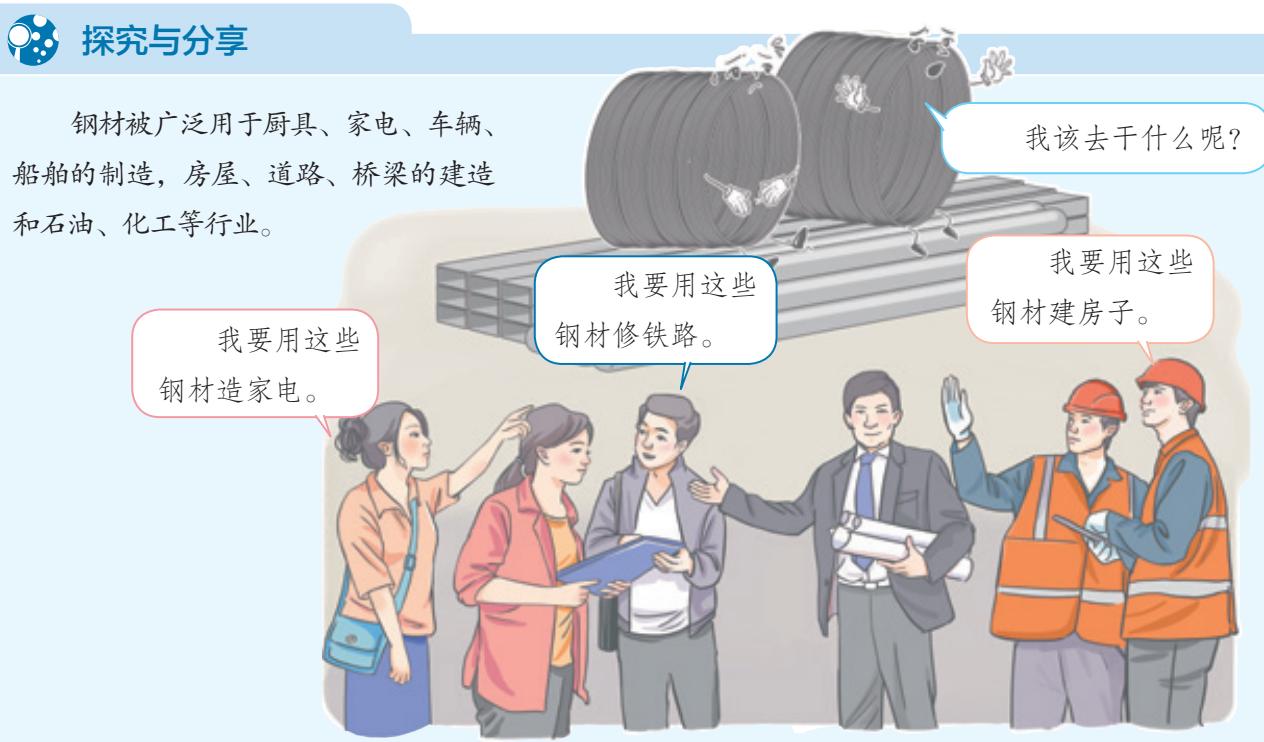 探究与分享
钢材被广泛用于厨具、家电、车辆、
船舶的制造，房屋、道路、桥梁的建造
和石油、化工等行业。
我该去干什么呢？
我要用这些
钢材造家电。
我要用这些
钢材修铁路。
我要用这些
钢材建房子。